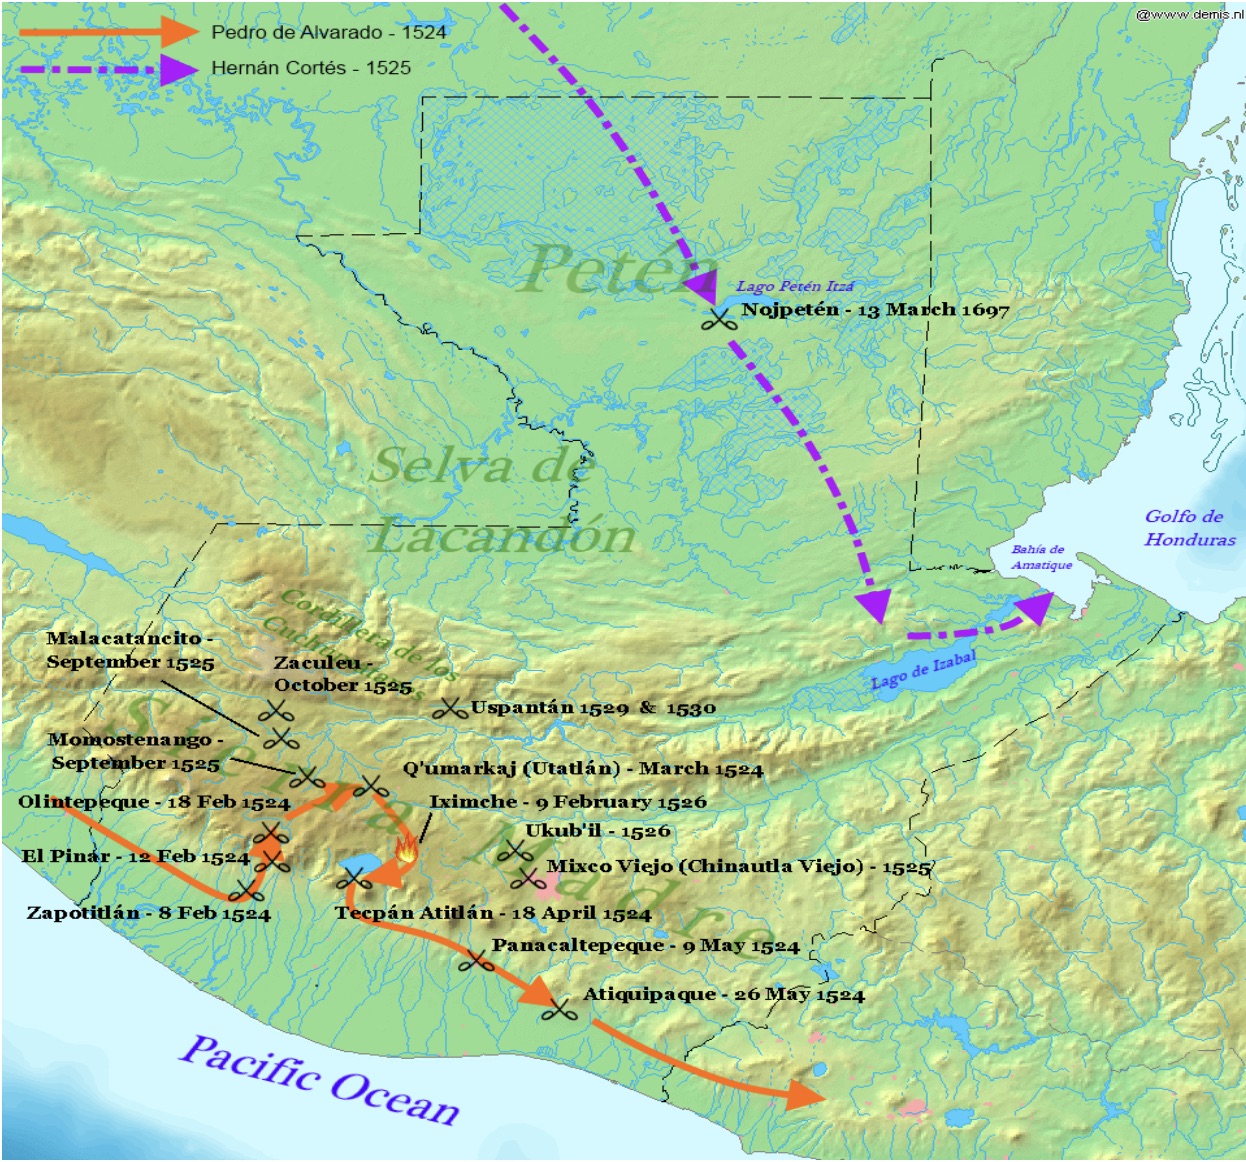 @www.demis.nl
Pedro de Alvarado - 1524
Hernán Cortés - 1525
Petén
Lago Petén Itzá
Nojpetén - 13 March 1697
Selva de
Lacandón
Golfo de
Honduras
Bahía de
Amatique
Lago de Izabal
Cordillera de los
Cuchumatanes
Malacatancito -
September 1525
Zaculeu -
October 1525
Uspantán 1529 & 1530
Sierra Madre
Momostenango -
September 1525
Q'umarkaj (Utatlán) - March 1524
Olintepeque - 18 Feb 1524
Iximche - 9 February 1526
Ukub'il - 1526
El Pinar - 12 Feb 1524
Mixco Viejo (Chinautla Viejo) - 1525
Zapotitlán - 8 Feb 1524
Tecpán Atitlán - 18 April 1524
Panacaltepeque - 9 May 1524
Atiquipaque - 26 May 1524
Pacific Ocean